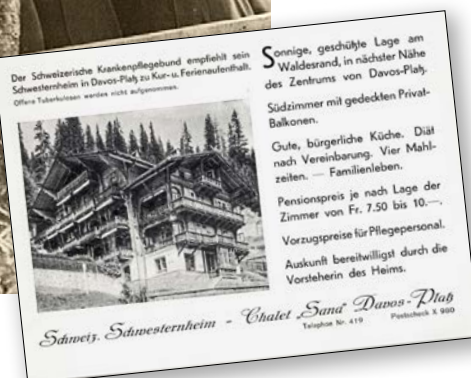 Der Schweizerische Krankenpflegebund empfiehlt sein
Schwesternheim in Davos-Platz zu Kur- u. Ferienaufenthalt.
Offene Tuberkulosen werden nicht aufgenommen.
Sonnige, geschützte Lage am
Waldesrand, in nächster Nähe
des Zentrums von Davos-Platz.
Südzimmer mit gedeckten Privat-
Balkonen.
Gute, bürgerliche Küche. Diät
nach Vereinbarung. Vier Mahl-
zeiten. — Familienleben.
Pensionspreis je nach Lage der
Zimmer von Fr. 7.50 bis 10.—.
Vorzugspreise für Pflegepersonal.
Auskunft bereitwilligst durch die
Vorsteherin des Heims.
Schweiz. Schwesternheim - Chalet „Sana“ Davos-Platz
Telephon Nr. 419 Postscheck X 980